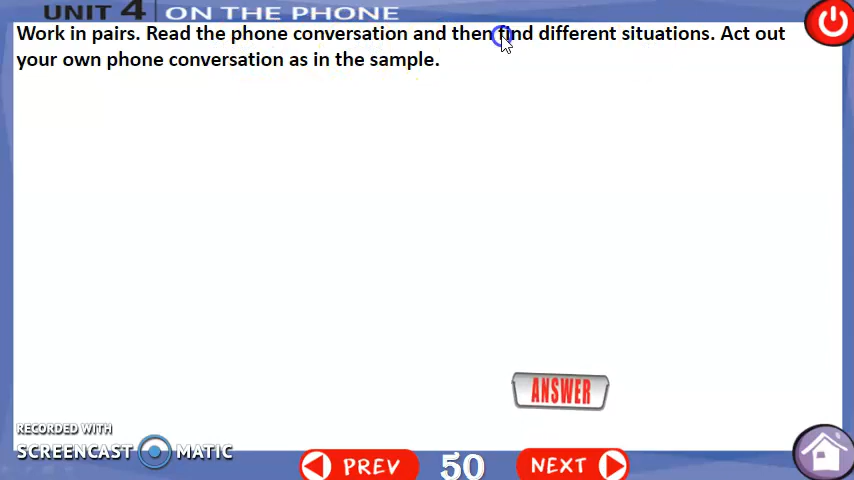 UNIT 4 ON THE PHONE
Work in pairs. Read the phone conversation and then find different situations. Act out
your own phone conversation as in the sample.
ANSWER
RECORDED WITH
SCREENCAST MATIC
PREV 50 NEXT